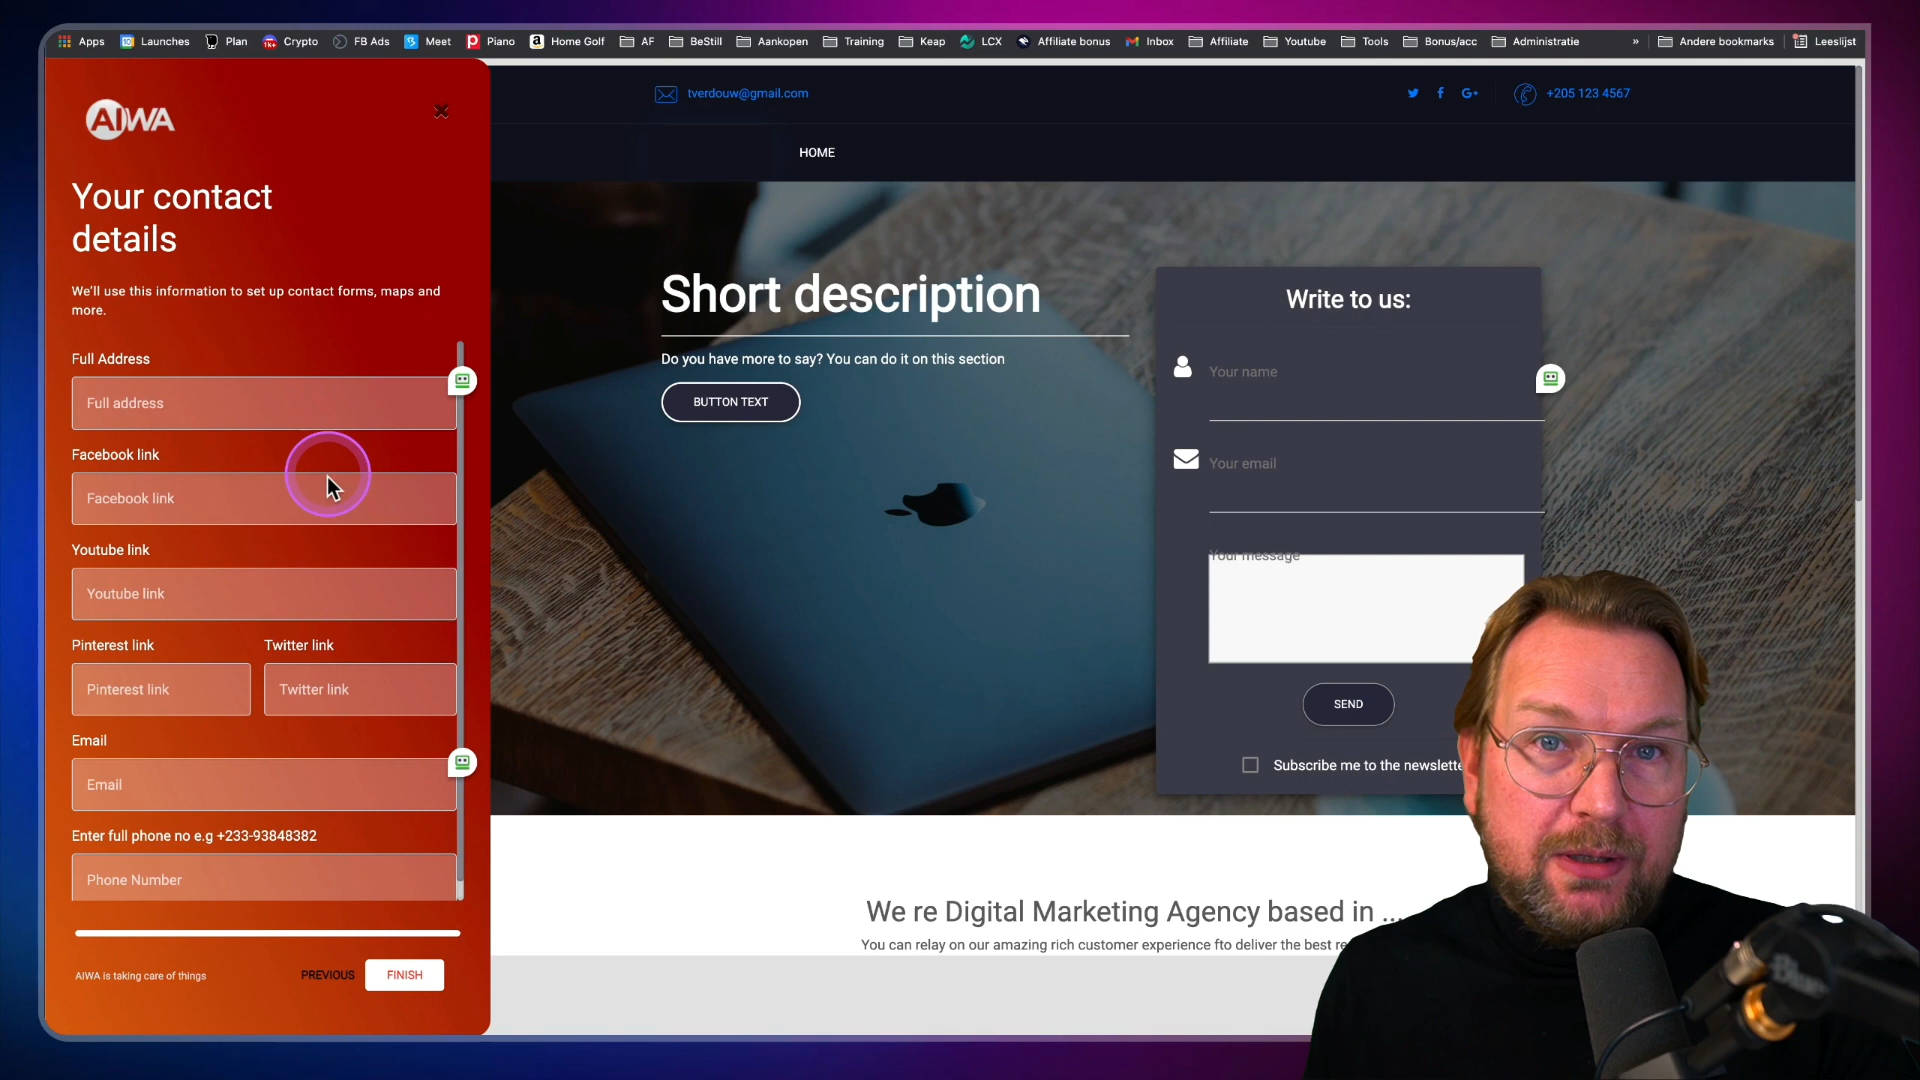 Apps Launches Plan Crypto FB Ads Meet Piano Home Golf AF BeStill Aankopen Training Keap LCX Affiliate bonus Inbox Affiliate Youtube Tools Bonus/acc Administratie » Andere bookmarks Leeslijst
AIWA
Your contact
details
We'll use this information to set up contact forms, maps and
more.
Full Address
Full address
Facebook link
Facebook link
Youtube link
Youtube link
Pinterest link Twitter link
Pinterest link Twitter link
Email
Email
Enter full phone no e.g +233-93848382
Phone Number
AIWA is taking care of things PREVIOUS FINISH
tverdouw@gmail.com +205 123 4567
HOME
Short description
Do you have more to say? You can do it on this section
BUTTON TEXT
Write to us:
Your name
Your email
Your message
SEND
Subscribe me to the newslette
We re Digital Marketing Agency based in ...
You can relay on our amazing rich customer experience fto deliver the best re